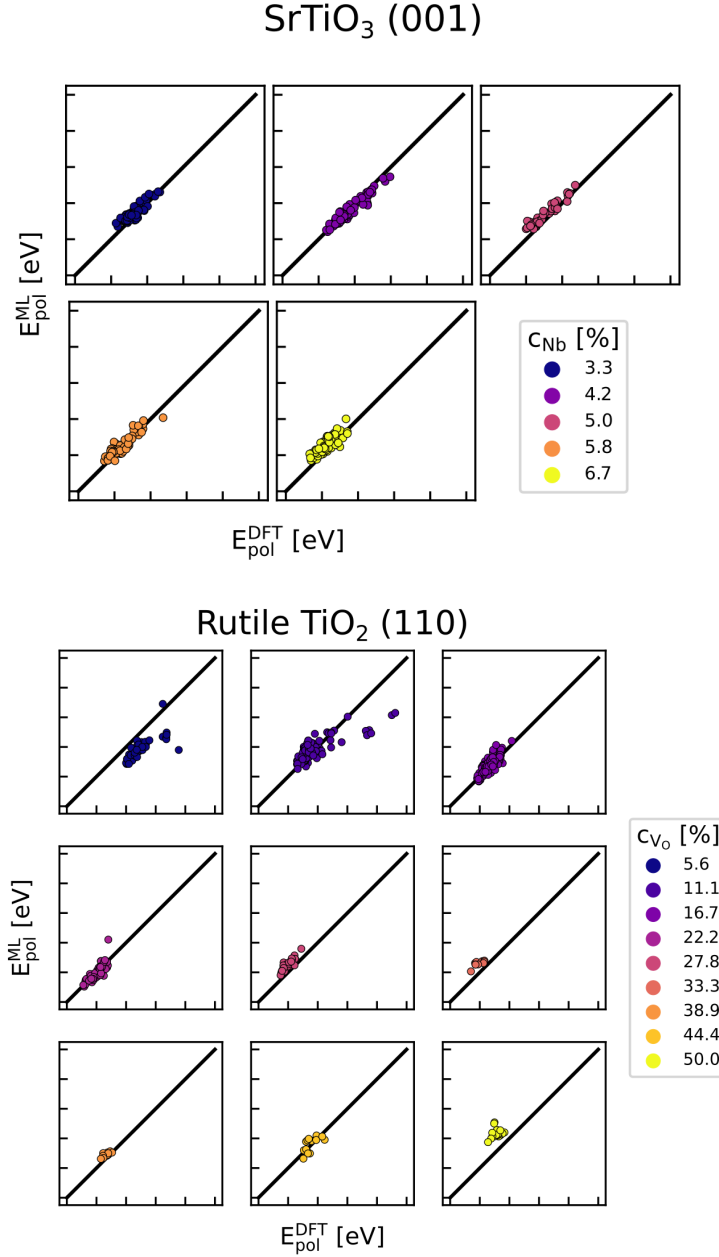 SrTiO₃ (001)
E_pol^ML [eV]
c_Nb [%]
3.3
4.2
5.0
5.8
6.7
E_pol^DFT [eV]
Rutile TiO₂ (110)
E_pol^ML [eV]
c_V_O [%]
5.6
11.1
16.7
22.2
27.8
33.3
38.9
44.4
50.0
E_pol^DFT [eV]